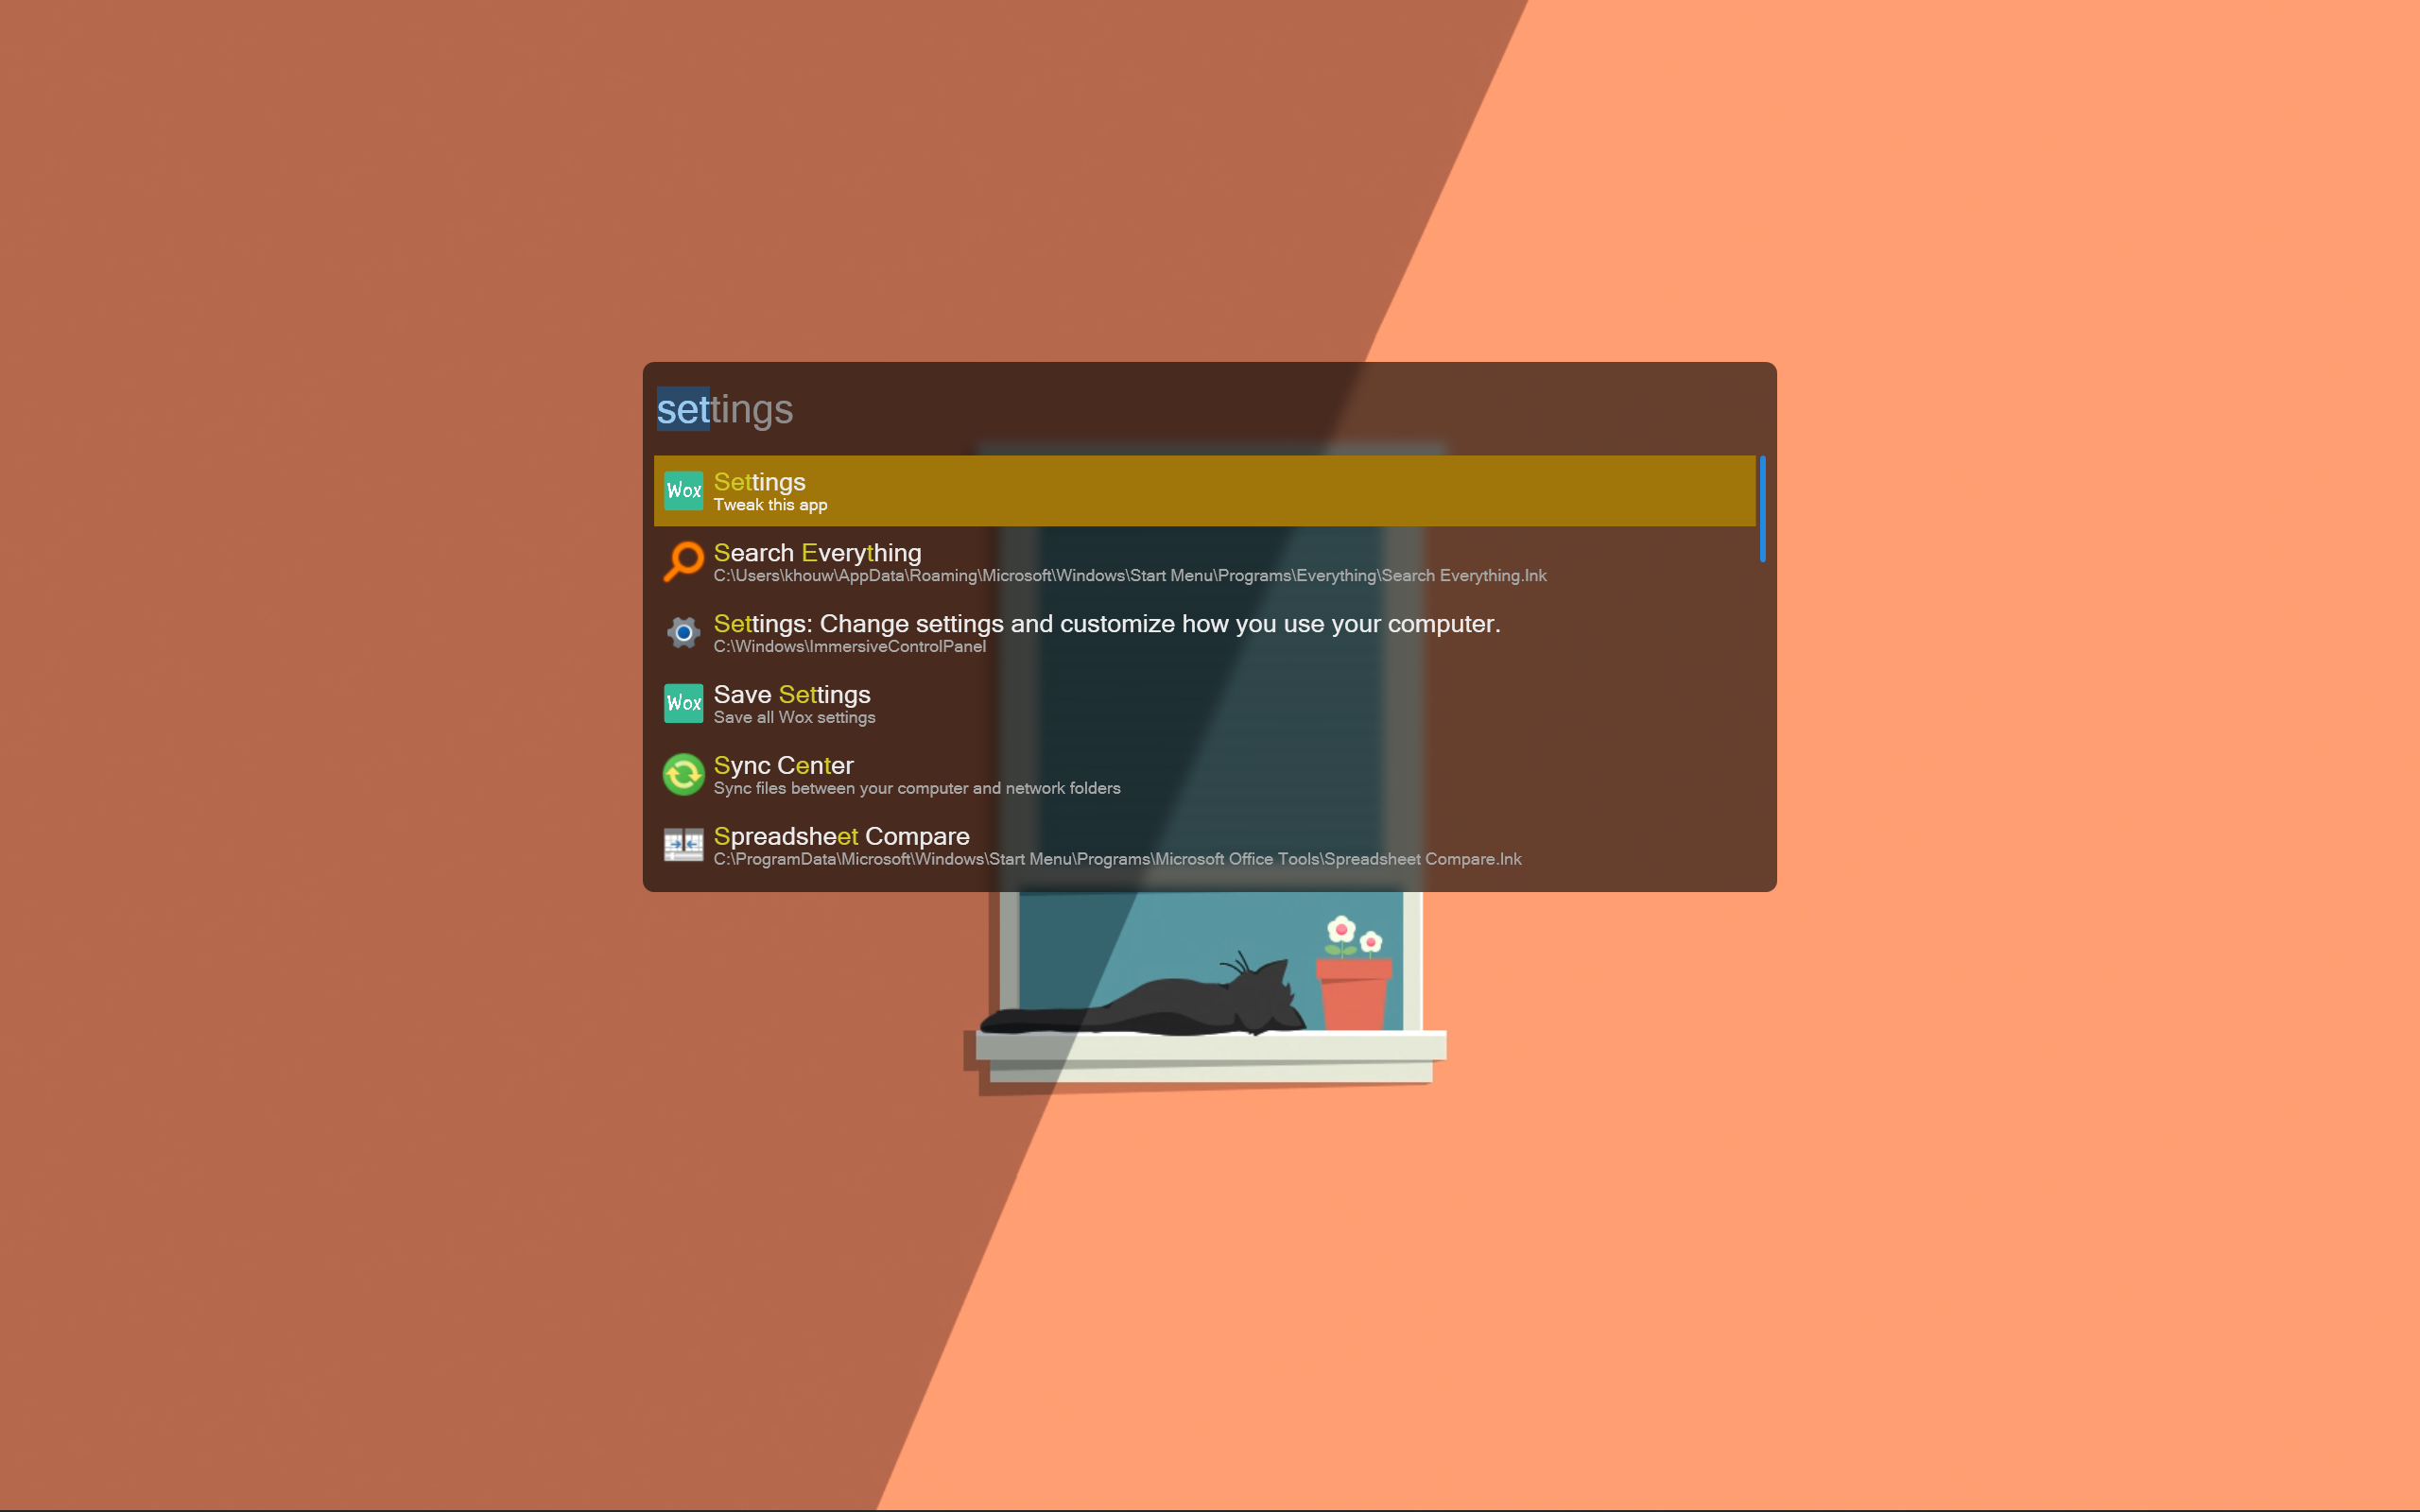 settings
Wox
Settings
Tweak this app
Search Everything
C:\Users\khouw\AppData\Roaming\Microsoft\Windows\Start Menu\Programs\Everything\Search Everything.lnk
Settings: Change settings and customize how you use your computer.
C:\Windows\ImmersiveControlPanel
Wox
Save Settings
Save all Wox settings
Sync Center
Sync files between your computer and network folders
Spreadsheet Compare
C:\ProgramData\Microsoft\Windows\Start Menu\Programs\Microsoft Office Tools\Spreadsheet Compare.lnk